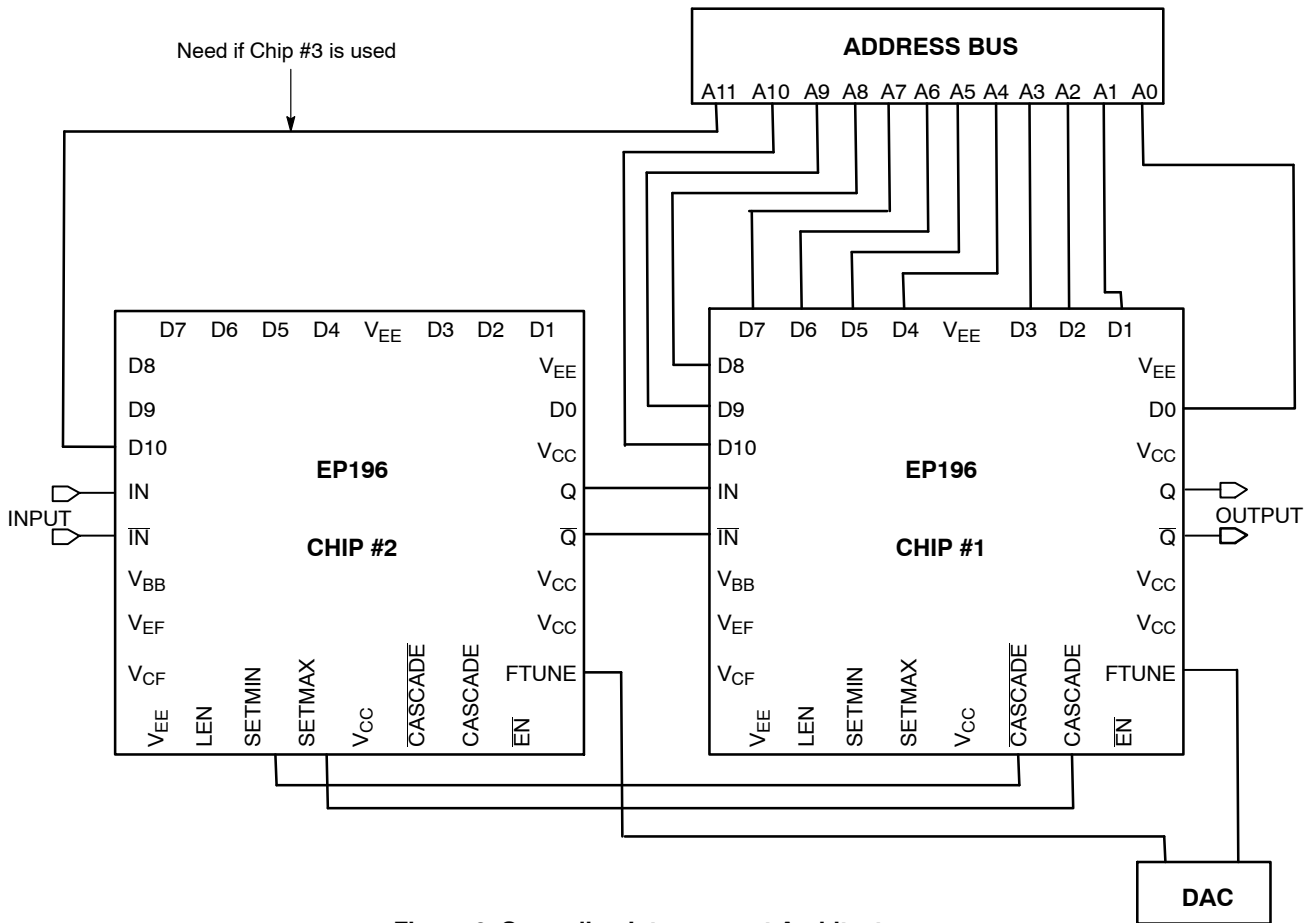 Need if Chip #3 is used
ADDRESS BUS
A11 A10 A9 A8 A7 A6 A5 A4 A3 A2 A1 A0
D7 D6 D5 D4 VEE D3 D2 D1
D8
VEE
D9
D0
D10
VCC
EP196
IN
Q
INPUT
IN
Q
CHIP #2
VBB
VCC
VEF
VCC
VCF
FTUNE
VEE
LEN
SETMIN
SETMAX
VCC
CASCADE
CASCADE
EN
D7 D6 D5 D4 VEE D3 D2 D1
D8
VEE
D9
D0
D10
VCC
EP196
IN
Q
OUTPUT
IN
Q
CHIP #1
VBB
VCC
VEF
VCC
VCF
FTUNE
VEE
LEN
SETMIN
SETMAX
VCC
CASCADE
CASCADE
EN
DAC